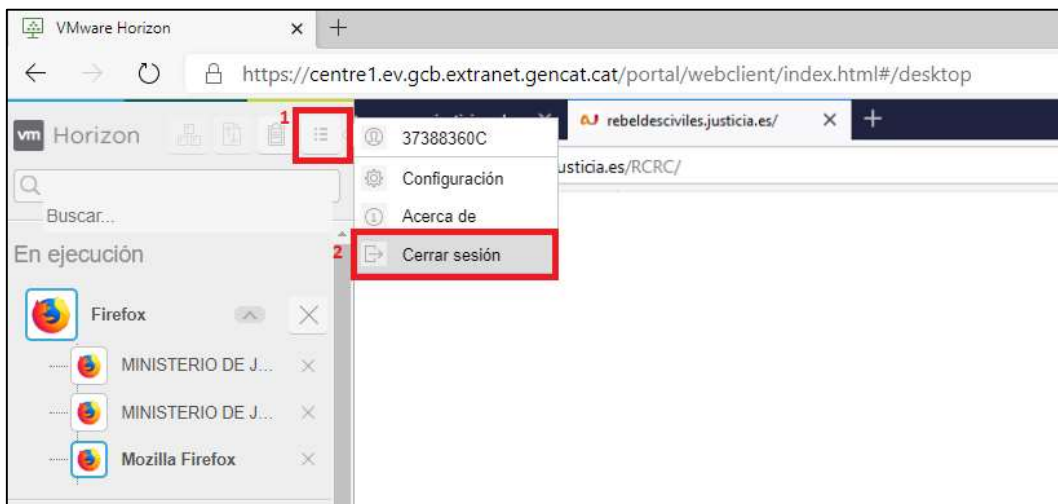 VMware Horizon
https://centre1.ev.gcb.extranet.gencat.cat/portal/webclient/index.html#/desktop
vm Horizon
1
rebeldesciviles.justicia.es/
37388360C
usticia.es/RCRC/
Configuración
Buscar...
Acerca de
En ejecución
2
Cerrar sesión
Firefox
MINISTERIO DE J...
MINISTERIO DE J...
Mozilla Firefox